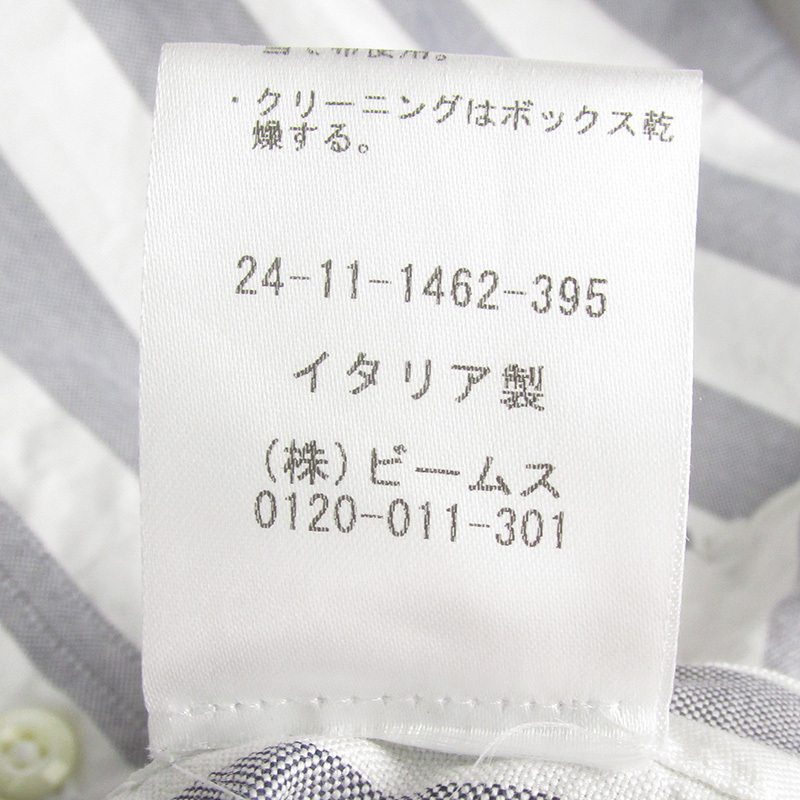 ・クリーニングはボックス乾
燥する。
24-11-1462-395
イタリア製
(株)ビームス
0120-011-301